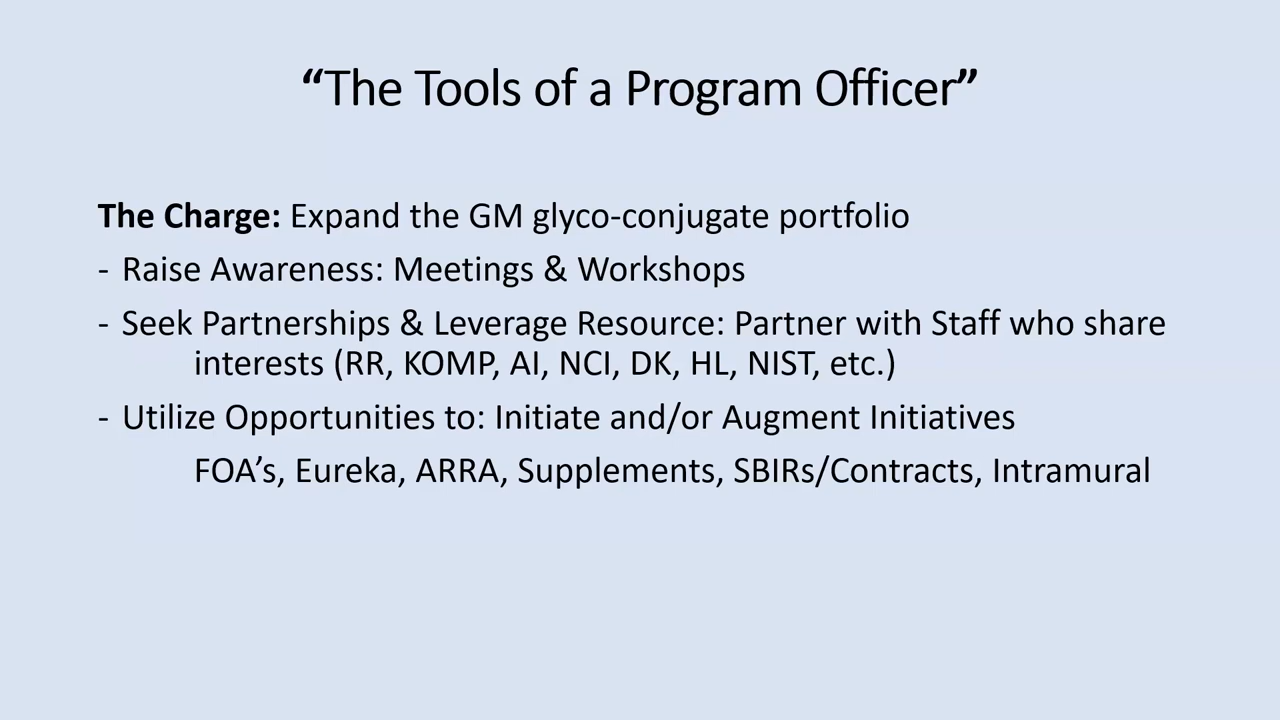 “The Tools of a Program Officer”
The Charge: Expand the GM glyco-conjugate portfolio
- Raise Awareness: Meetings & Workshops
- Seek Partnerships & Leverage Resource: Partner with Staff who share
interests (RR, KOMP, AI, NCI, DK, HL, NIST, etc.)
- Utilize Opportunities to: Initiate and/or Augment Initiatives
FOA’s, Eureka, ARRA, Supplements, SBIRs/Contracts, Intramural